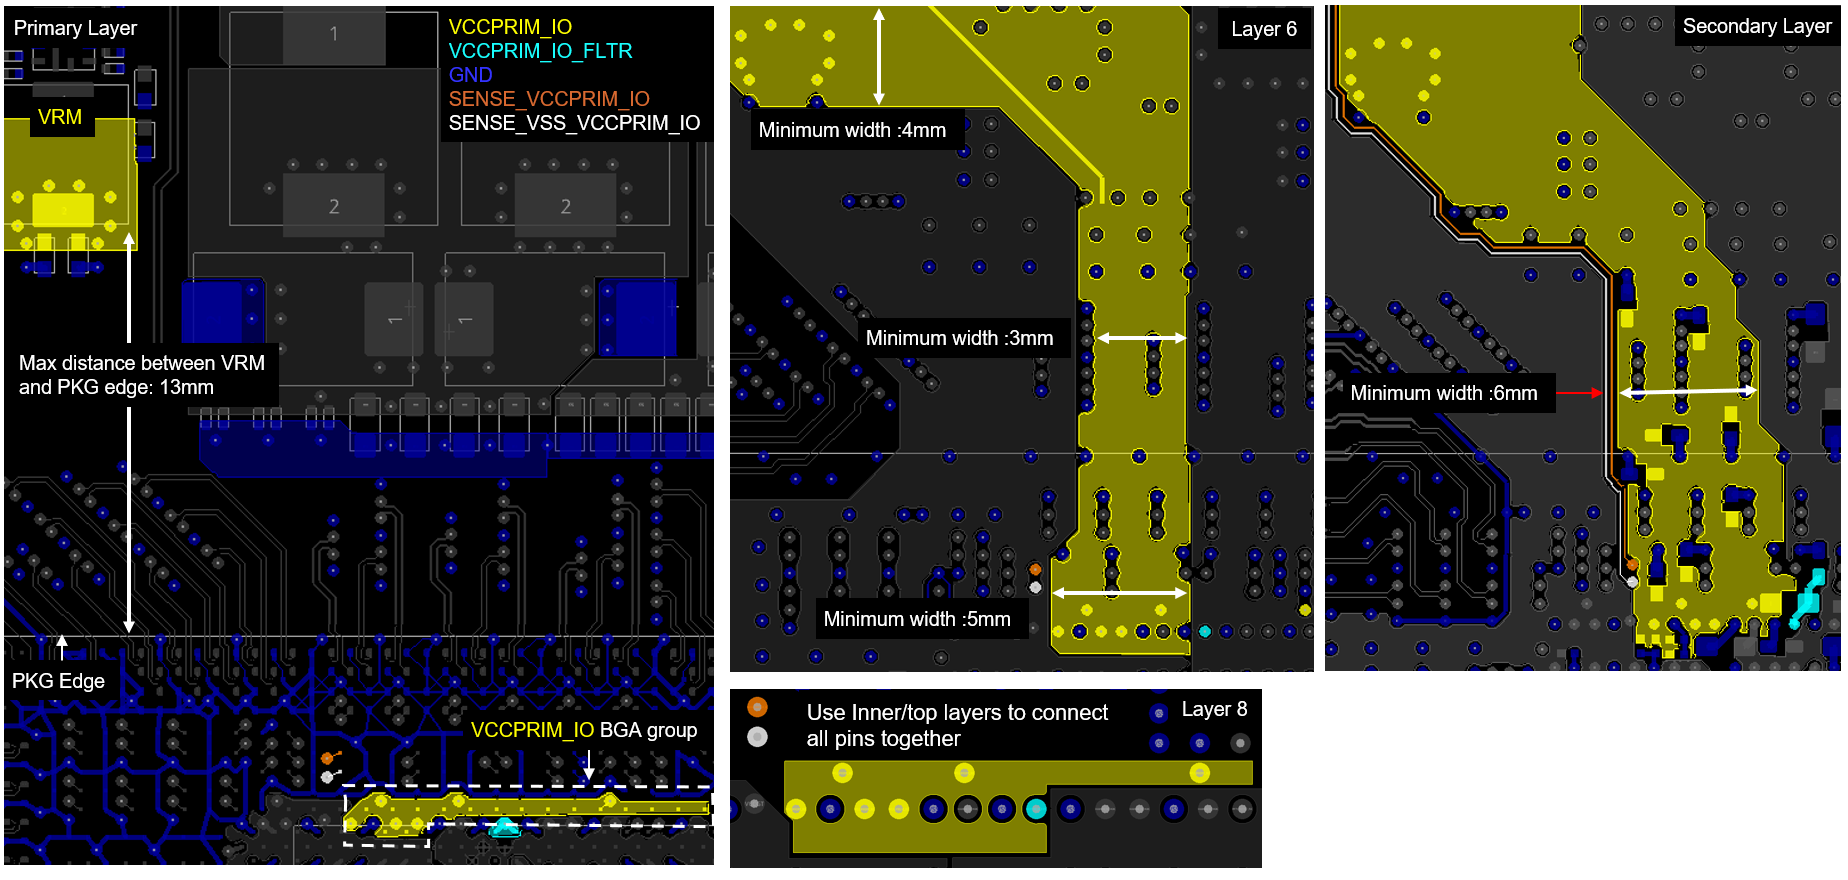 Primary Layer
1
VCCPRIM_IO
VCCPRIM_IO_FLTR
GND
SENSE_VCCPRIM_IO
SENSE_VSS_VCCPRIM_IO
VRM
2
2
1
1
Max distance between VRM
and PKG edge: 13mm
PKG Edge
VCCPRIM_IO BGA group
Layer 6
Minimum width :4mm
Minimum width :3mm
Minimum width :5mm
Secondary Layer
Minimum width :6mm
Use Inner/top layers to connect
all pins together
Layer 8